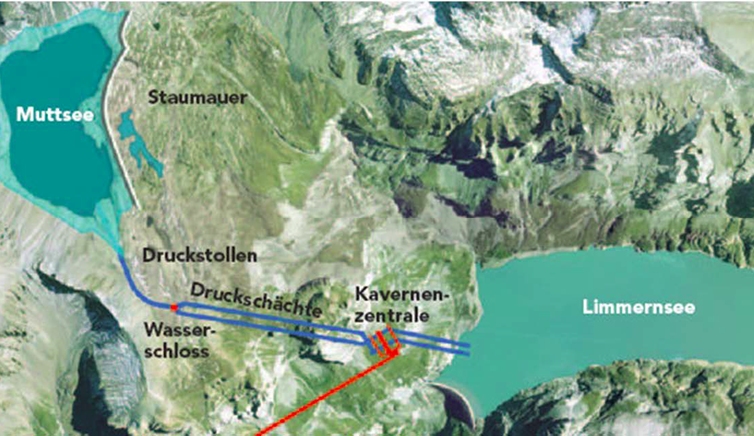 Staumauer
Muttsee
Druckstollen
Druckschächte
Kavernen-
zentrale
Limmernsee
Wasser-
schloss